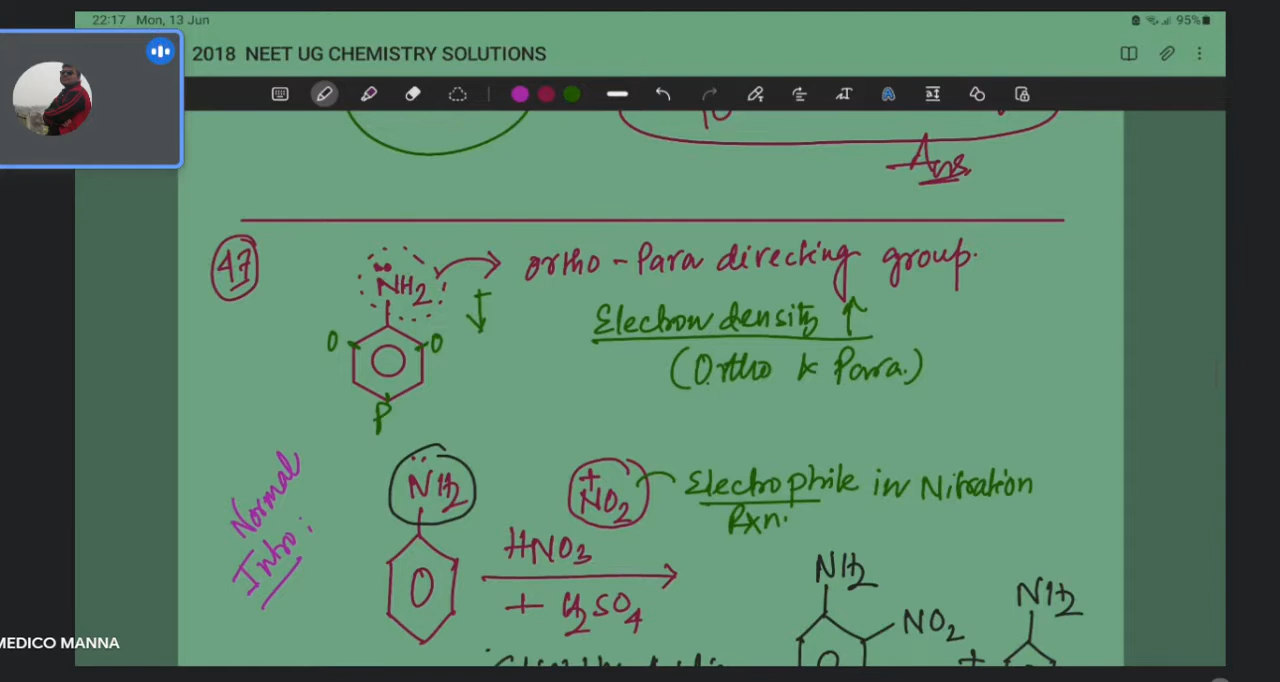 22:17 Mon, 13 Jun
95%
2018 NEET UG CHEMISTRY SOLUTIONS
Ans
47
NH2
ortho - Para directing group.
Electron density ↑
(Ortho & Para.)
O
O
P
Normal
Intro:
NH2
+
NO2
Electrophile in Nitration
Rxn.
HNO3
+ H2SO4
NH2
NO2
+
NH2
MEDICO MANNA